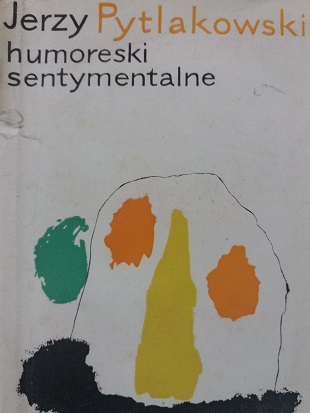 Jerzy Pytlakowski
humoreski
sentymentalne